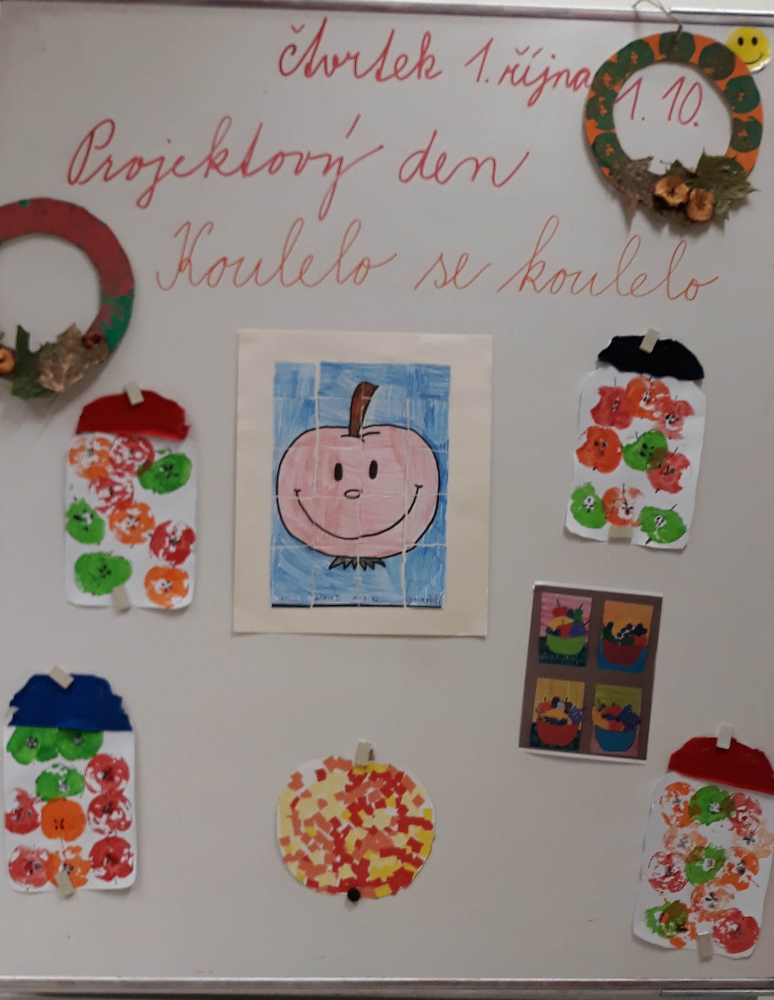 čtvrtek 1. října 1. 10.
Projektový den
Koulelo se koulelo